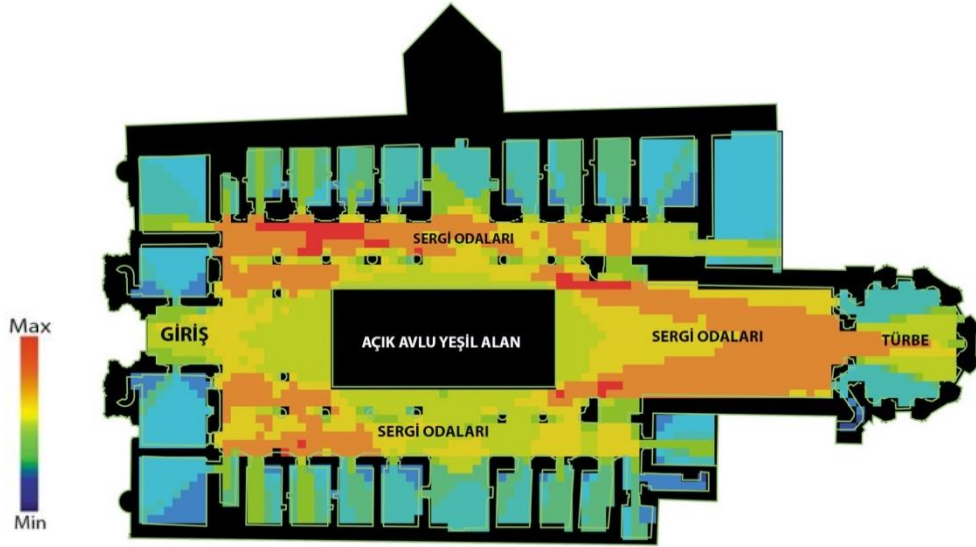 SERGİ ODALARI
Max
GİRİŞ
AÇIK AVLU YEŞİL ALAN
SERGİ ODALARI
TÜRBE
SERGİ ODALARI
Min